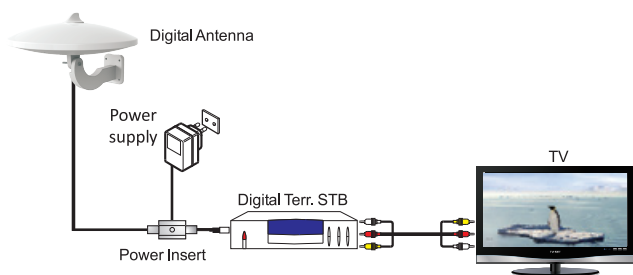 Digital Antenna
Power
supply
TV
Digital Terr. STB
Power Insert